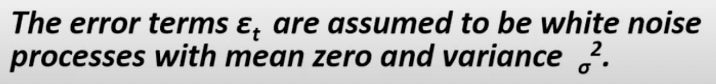 The error terms εₜ are assumed to be white noise
processes with mean zero and variance σ².